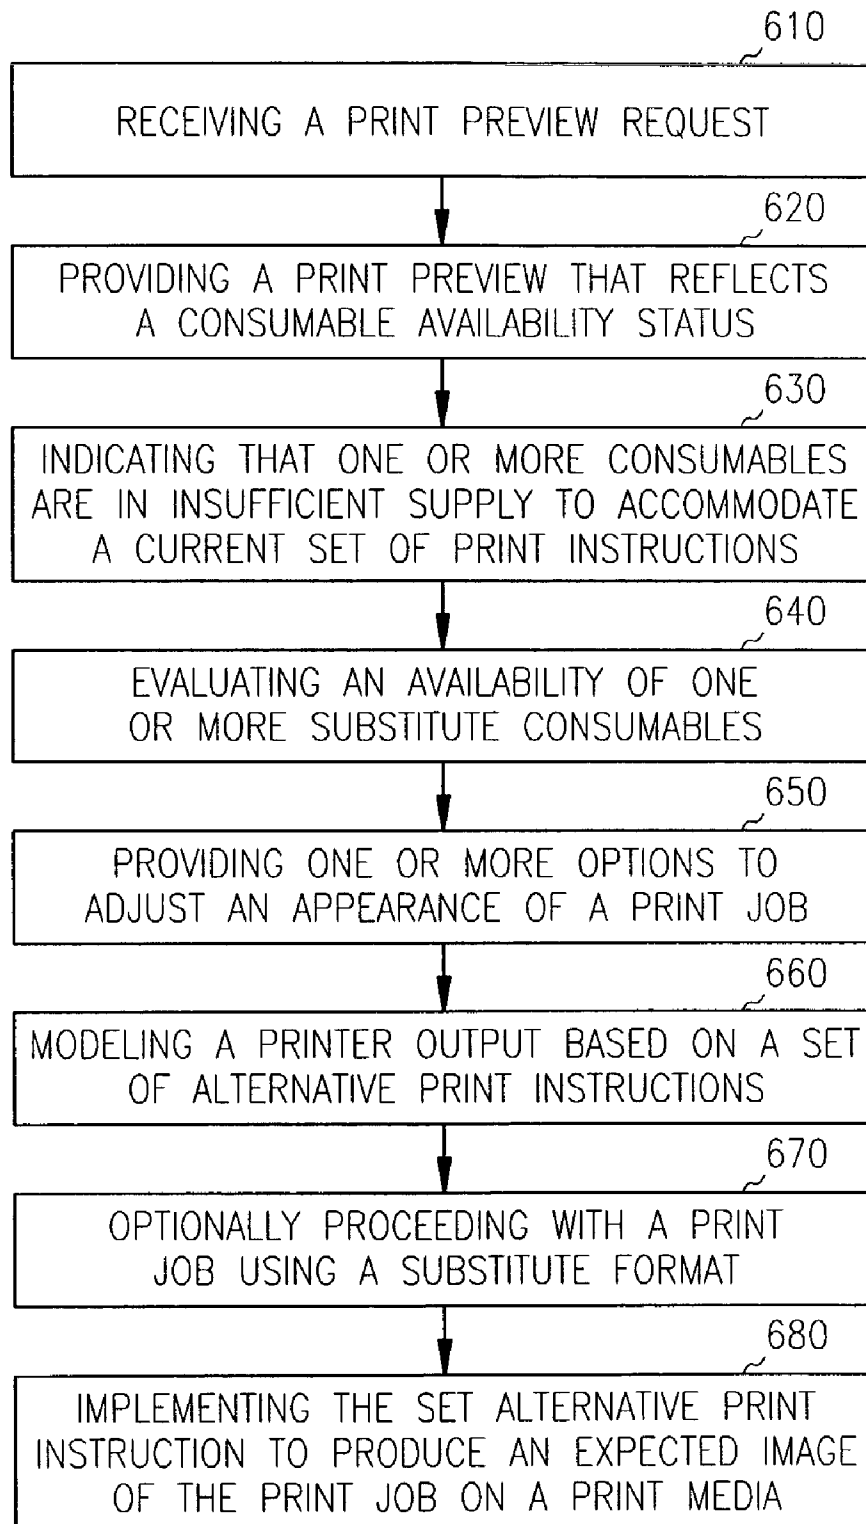 610
RECEIVING A PRINT PREVIEW REQUEST
620
PROVIDING A PRINT PREVIEW THAT REFLECTS
A CONSUMABLE AVAILABILITY STATUS
630
INDICATING THAT ONE OR MORE CONSUMABLES
ARE IN INSUFFICIENT SUPPLY TO ACCOMMODATE
A CURRENT SET OF PRINT INSTRUCTIONS
640
EVALUATING AN AVAILABILITY OF ONE
OR MORE SUBSTITUTE CONSUMABLES
650
PROVIDING ONE OR MORE OPTIONS TO
ADJUST AN APPEARANCE OF A PRINT JOB
660
MODELING A PRINTER OUTPUT BASED ON A SET
OF ALTERNATIVE PRINT INSTRUCTIONS
670
OPTIONALLY PROCEEDING WITH A PRINT
JOB USING A SUBSTITUTE FORMAT
680
IMPLEMENTING THE SET ALTERNATIVE PRINT
INSTRUCTION TO PRODUCE AN EXPECTED IMAGE
OF THE PRINT JOB ON A PRINT MEDIA